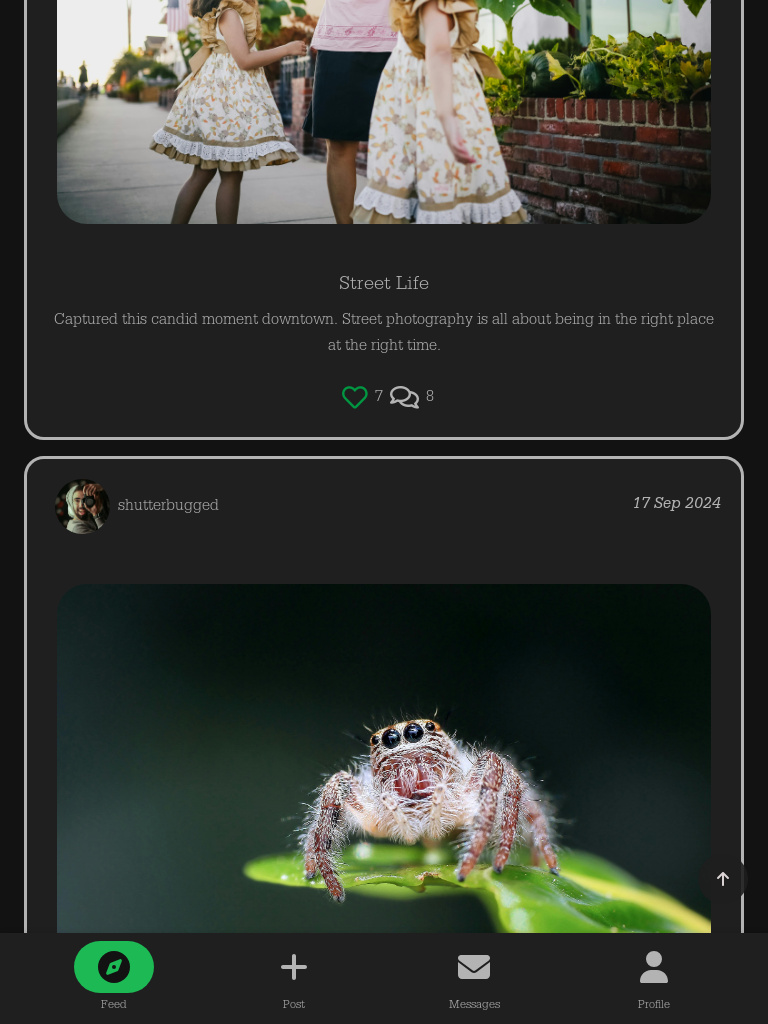 Street Life
Captured this candid moment downtown. Street photography is all about being in the right place
at the right time.
7 8
shutterbugged 17 Sep 2024
Feed Post Messages Profile